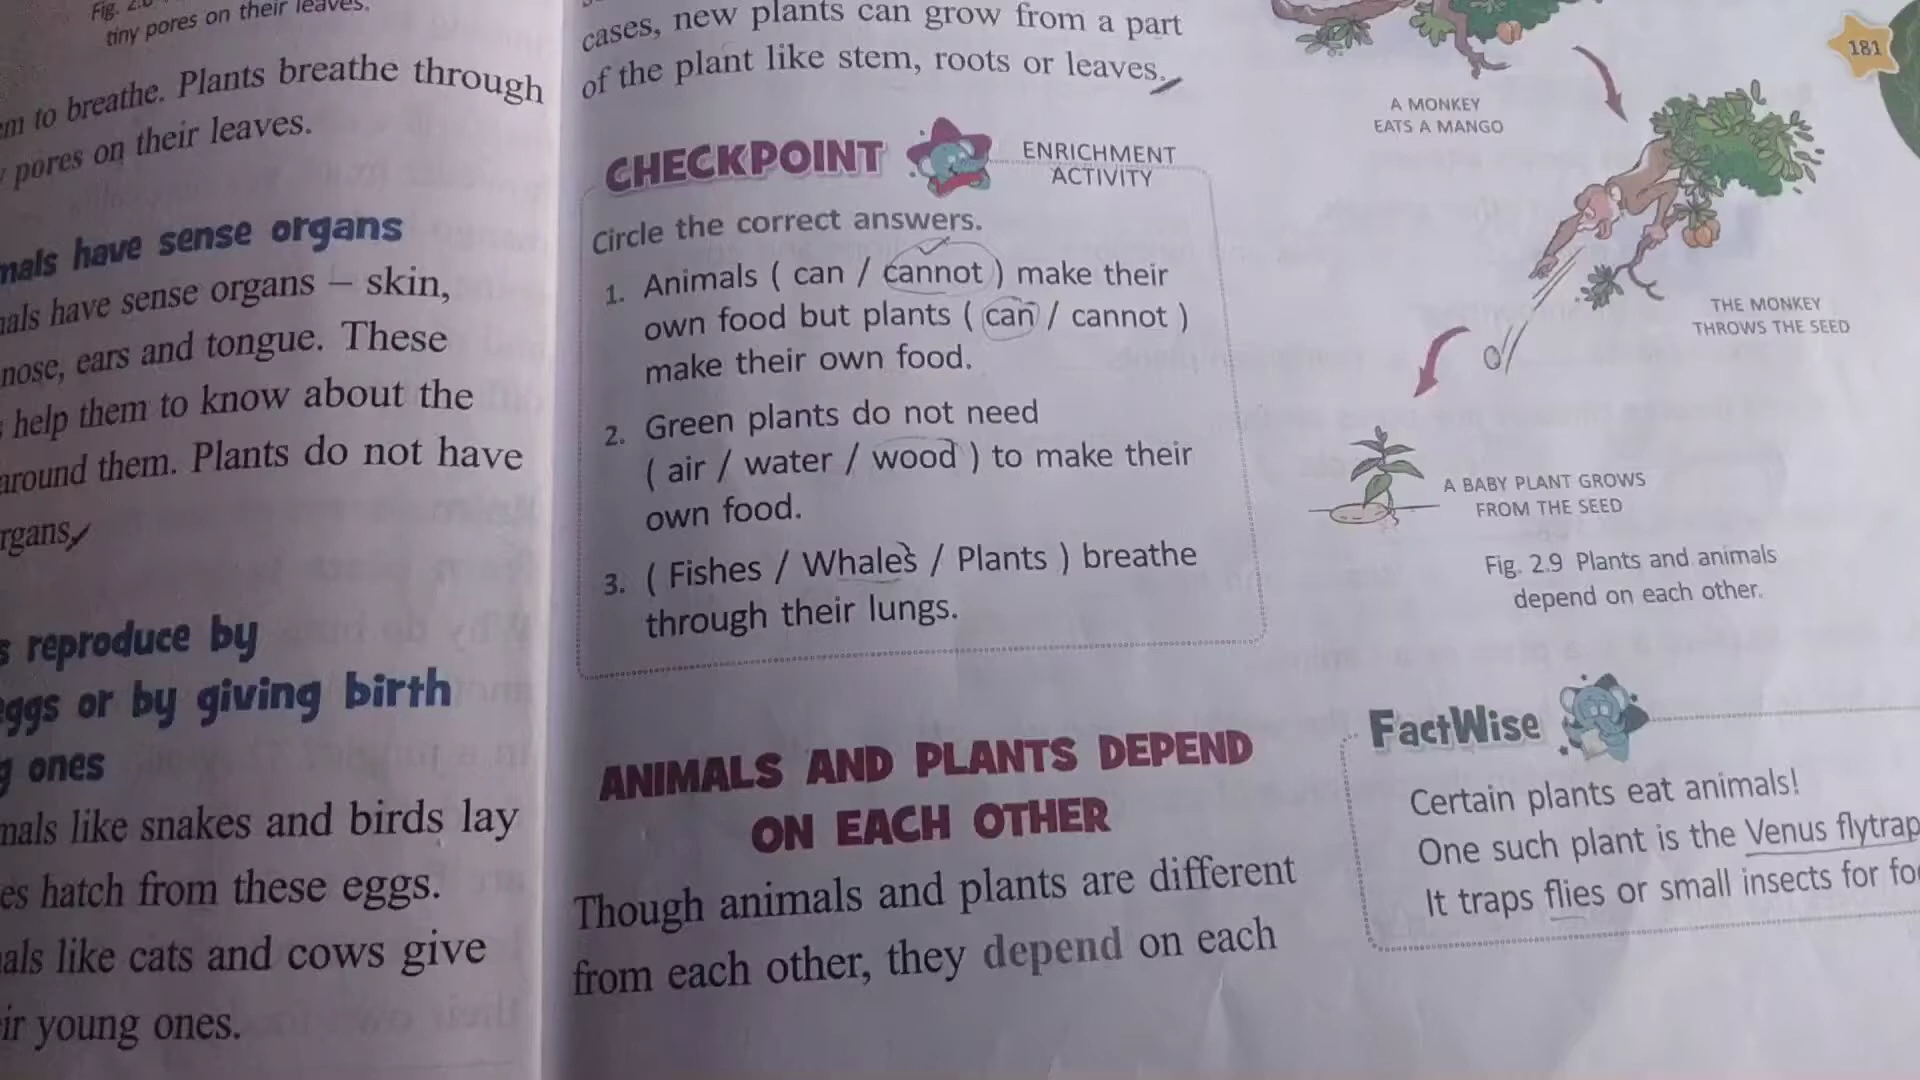 tiny pores on their leaves.
to breathe. Plants breathe through
pores on their leaves.
have sense organs
have sense organs – skin,
nose, ears and tongue. These
help them to know about the
around them. Plants do not have
reproduce by
or by giving birth
ones
like snakes and birds lay
hatch from these eggs.
like cats and cows give
young ones.
cases, new plants can grow from a part
of the plant like stem, roots or leaves.
CHECKPOINT
ENRICHMENT
ACTIVITY
Circle the correct answers.
1. Animals ( can / cannot ) make their
own food but plants ( can / cannot )
make their own food.
2. Green plants do not need
( air / water / wood ) to make their
own food.
3. ( Fishes / Whales / Plants ) breathe
through their lungs.
ANIMALS AND PLANTS DEPEND
ON EACH OTHER
Though animals and plants are different
from each other, they depend on each
181
A MONKEY
EATS A MANGO
THE MONKEY
THROWS THE SEED
A BABY PLANT GROWS
FROM THE SEED
Fig. 2.9 Plants and animals
depend on each other.
FactWise
Certain plants eat animals!
One such plant is the Venus flytrap
It traps flies or small insects for